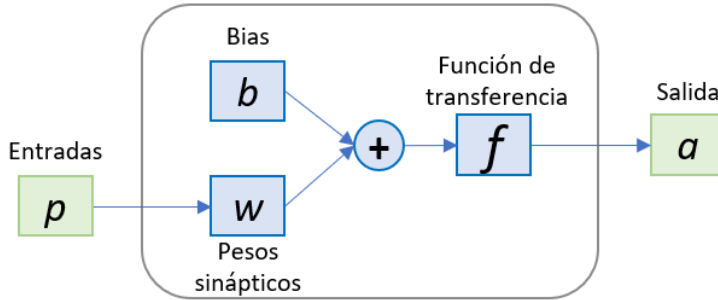 Bias
b
Función de
transferencia
Salida
Entradas
+
f
a
p
w
Pesos
sinápticos